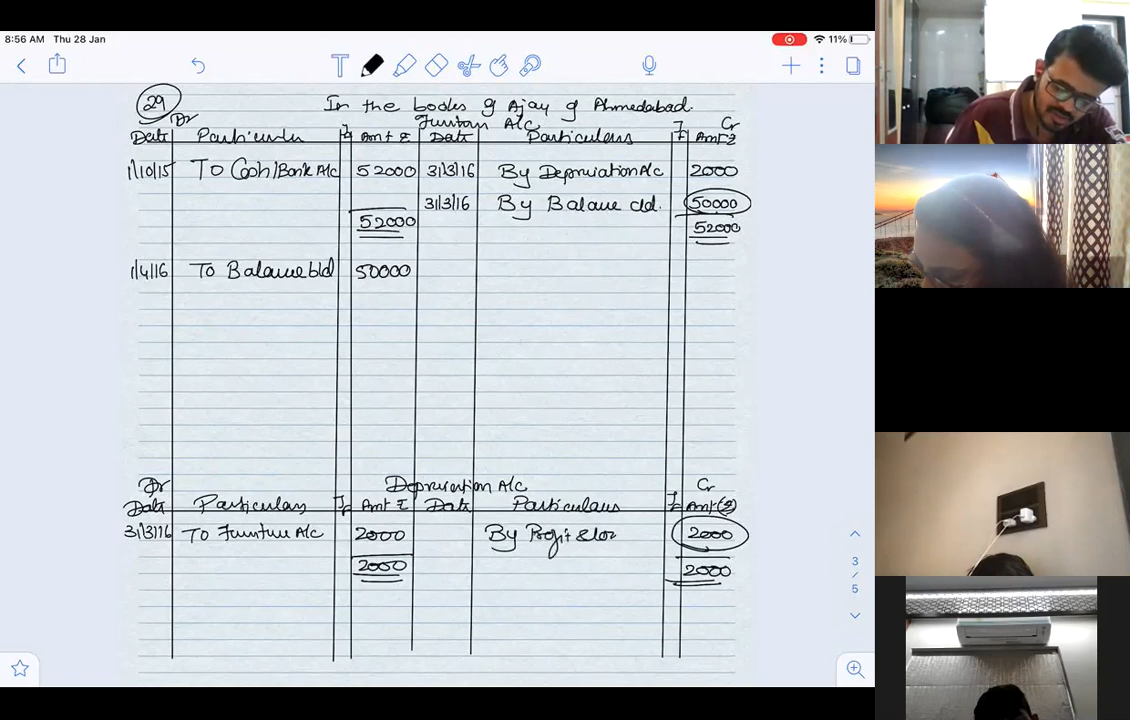 8:56 AM Thu 28 Jan 11%
29 In the books of Ajay of Ahmedabad.
Dr Furniture A/c Cr
Date Particulars Amt ₹ Date Particulars Amt ₹
1/10/15 To Cash/Bank A/c 52000 31/3/16 By Depreciation A/c 2000
31/3/16 By Balance c/d. 50000
52000 52000
1/4/16 To Balance b/d 50000
Dr Depreciation A/c Cr
Date Particulars Amt ₹ Date Particulars Amt (₹)
31/3/16 To Furniture A/c 2000 By Profit & loss 2000
2000 2000
3
/
5